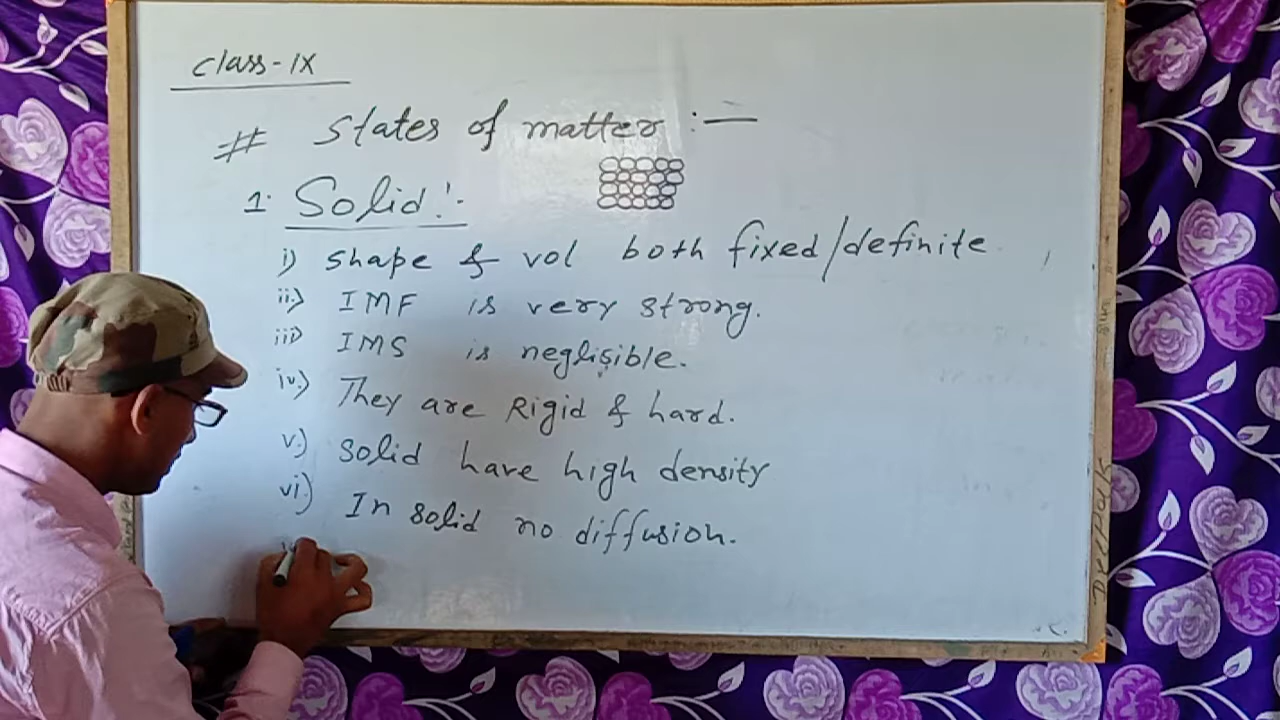 class-IX
# States of matter :—
1. Solid:-
i) shape & vol both fixed/definite
ii.) IMF is very strong.
iii) IMS is negligible.
iv.) They are Rigid & hard.
v.) solid have high density
vi.) In solid no diffusion.